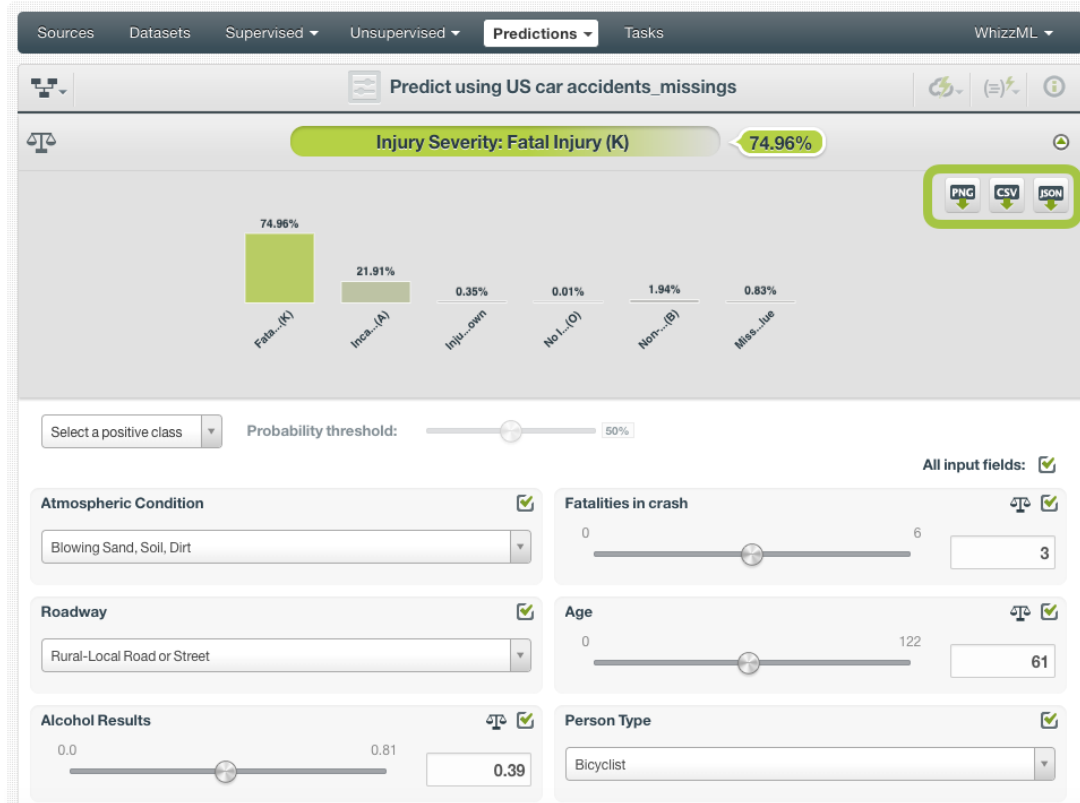 Sources Datasets Supervised Unsupervised Predictions Tasks WhizzML
Predict using US car accidents_missings
Injury Severity: Fatal Injury (K) 74.96%
PNG CSV JSON
74.96% 21.91% 0.35% 0.01% 1.94% 0.83%
Fata...(K) Inca...(A) Inju...own No I...(O) Non-...(B) Miss...lue
Select a positive class Probability threshold: 50%
All input fields:
Atmospheric Condition
Blowing Sand, Soil, Dirt
Fatalities in crash
0 6
3
Roadway
Rural-Local Road or Street
Age
0 122
61
Alcohol Results
0.0 0.81
0.39
Person Type
Bicyclist